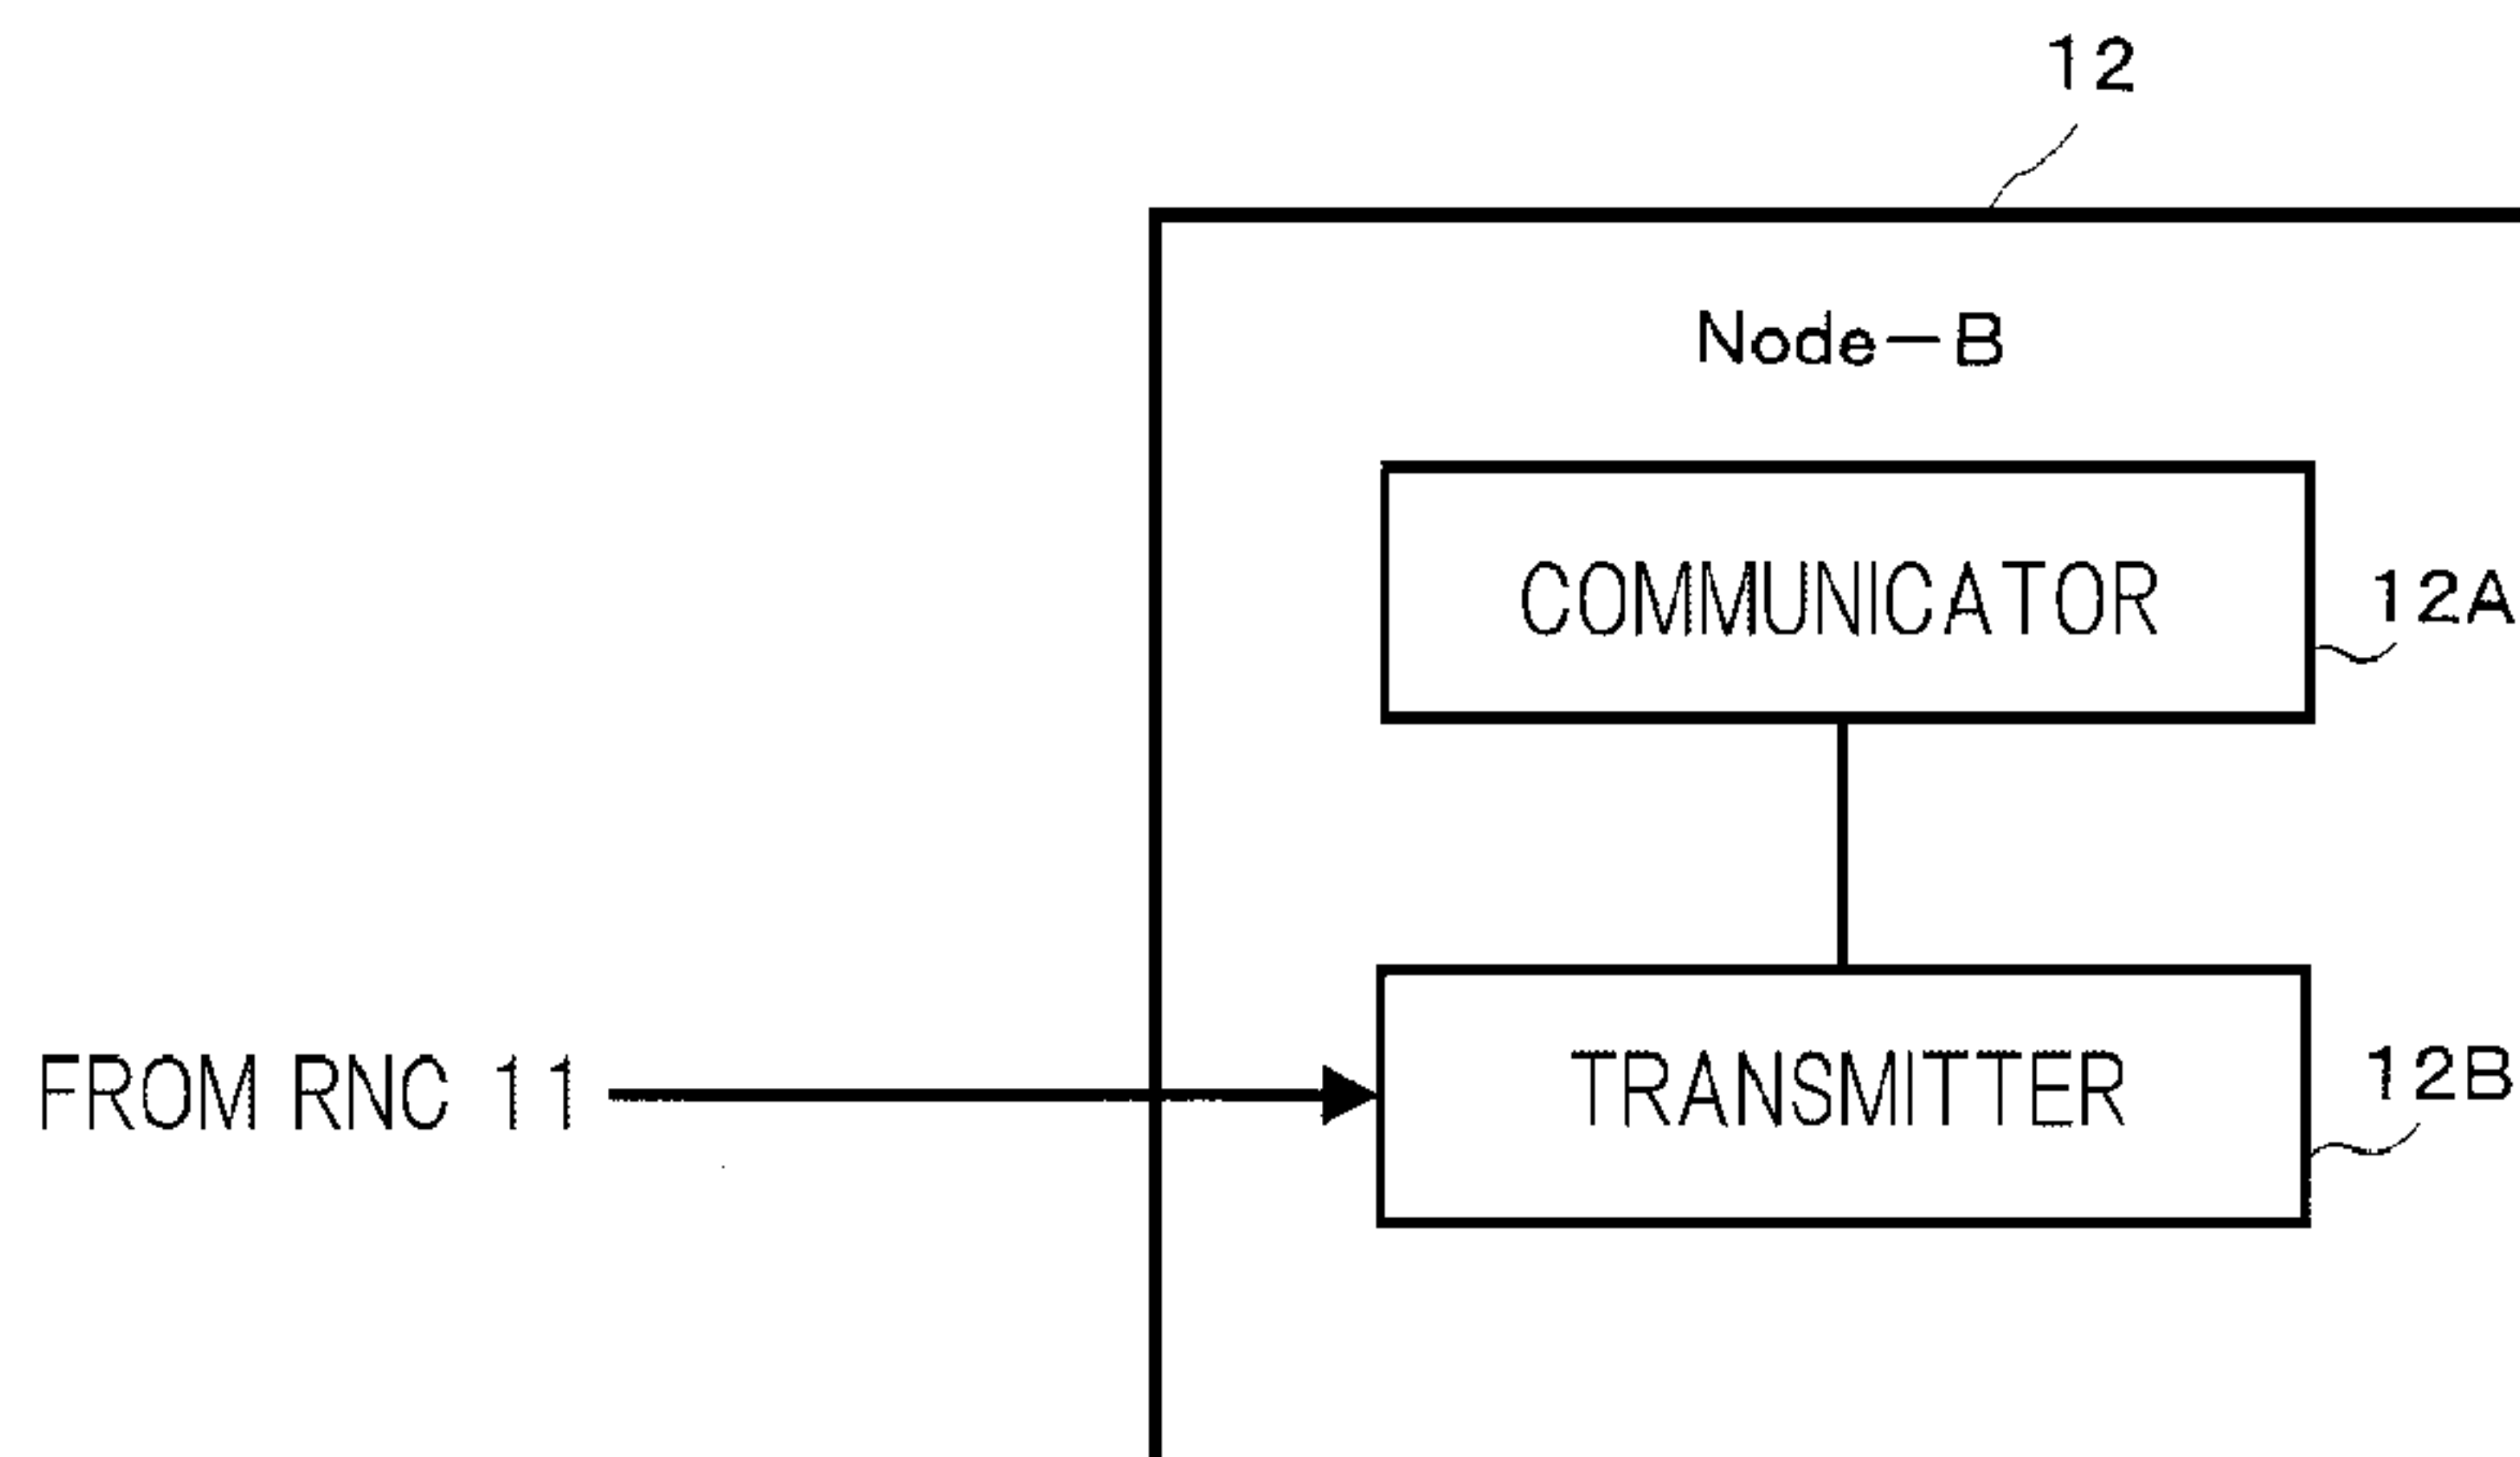 12
Node-B
COMMUNICATOR
12A
FROM RNC 11
TRANSMITTER
12B